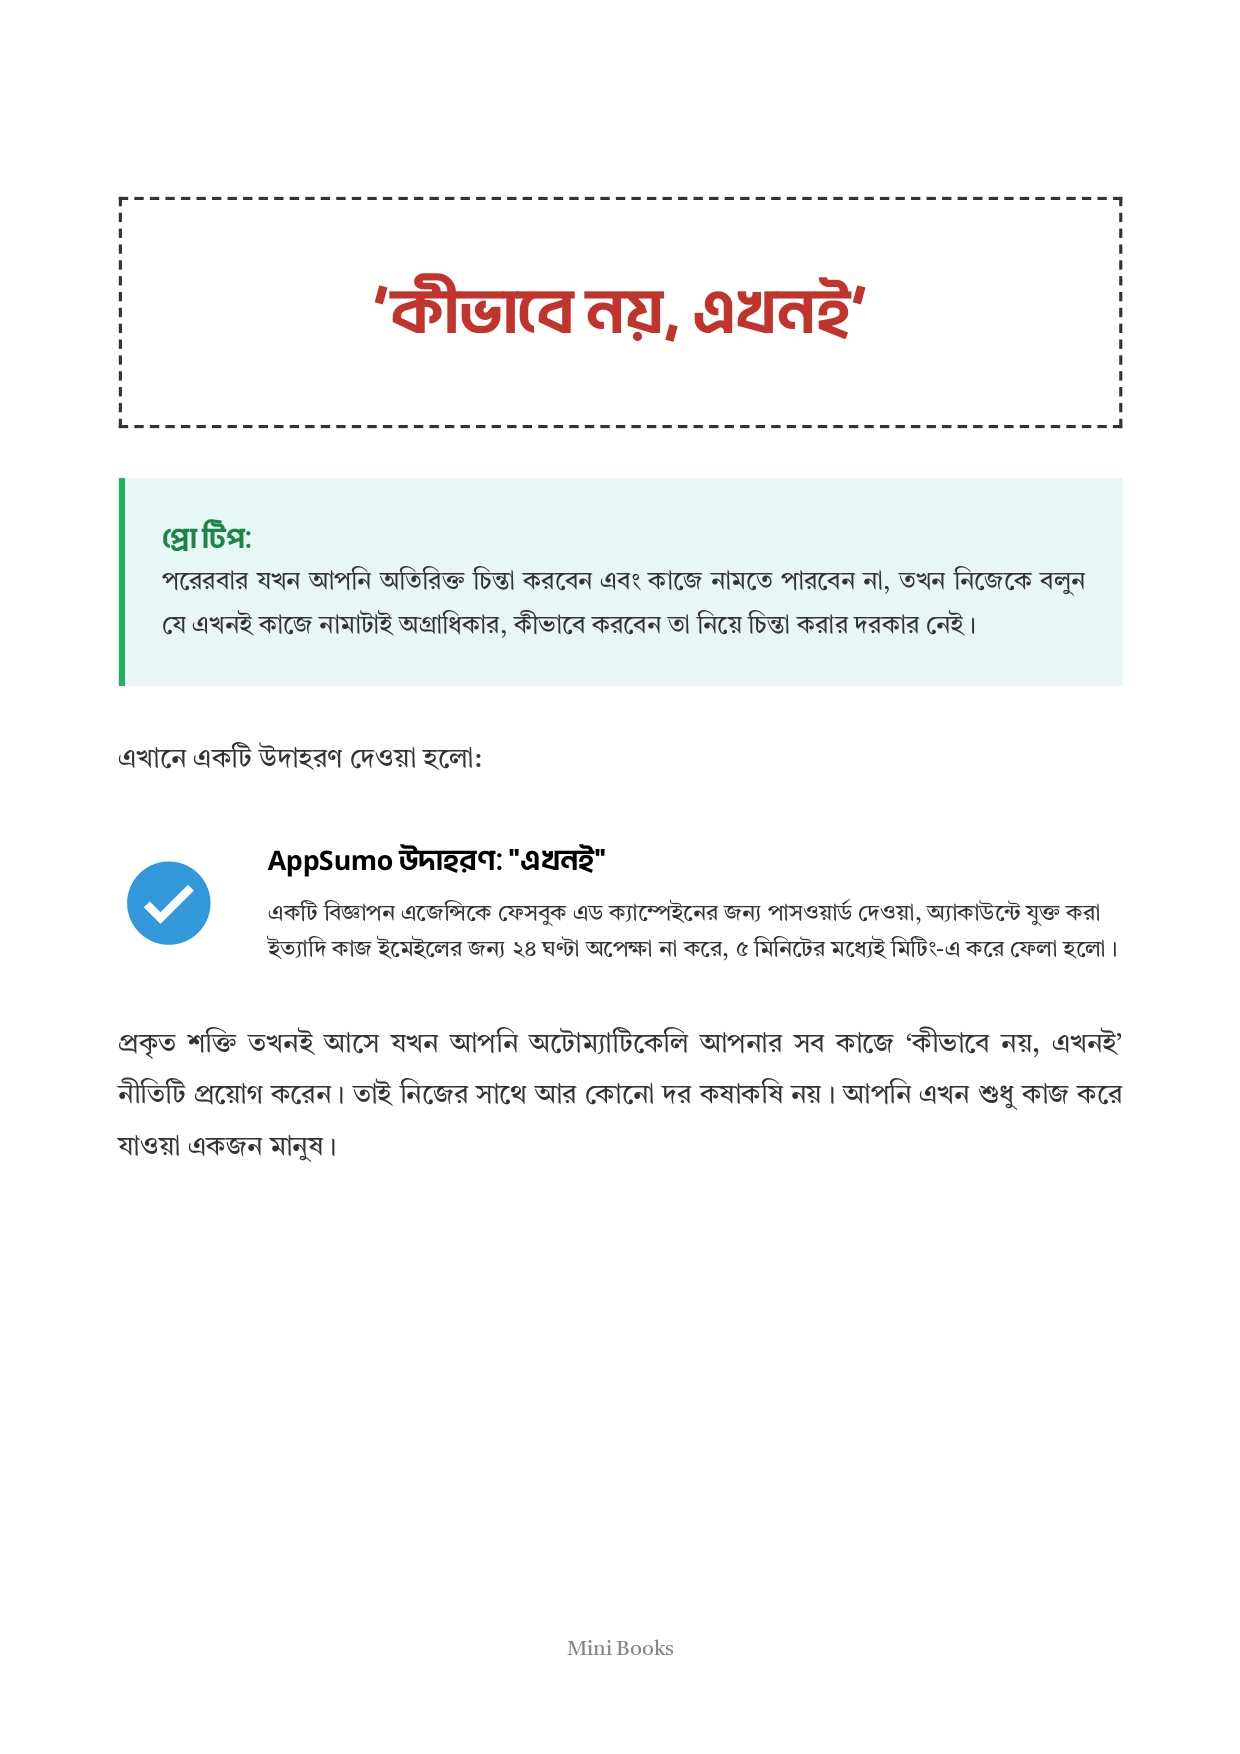 ‘কীভাবে নয়, এখনই‘
প্রো টিপ:
পরেরবার যখন আপনি অতিরিক্ত চিন্তা করবেন এবং কাজে নামতে পারবেন না, তখন নিজেকে বলুন
যে এখনই কাজে নামাটাই অগ্রাধিকার, কীভাবে করবেন তা নিয়ে চিন্তা করার দরকার নেই।
এখানে একটি উদাহরণ দেওয়া হলো:
AppSumo উদাহরণ: "এখনই"
একটি বিজ্ঞাপন এজেন্সিকে ফেসবুক এড ক্যাম্পেইনের জন্য পাসওয়ার্ড দেওয়া, অ্যাকাউন্টে যুক্ত করা
ইত্যাদি কাজ ইমেইলের জন্য ২৪ ঘণ্টা অপেক্ষা না করে, ৫ মিনিটের মধ্যেই মিটিং-এ করে ফেলা হলো।
প্রকৃত শক্তি তখনই আসে যখন আপনি অটোম্যাটিকেলি আপনার সব কাজে ‘কীভাবে নয়, এখনই’
নীতিটি প্রয়োগ করেন। তাই নিজের সাথে আর কোনো দর কষাকষি নয়। আপনি এখন শুধু কাজ করে
যাওয়া একজন মানুষ।
Mini Books